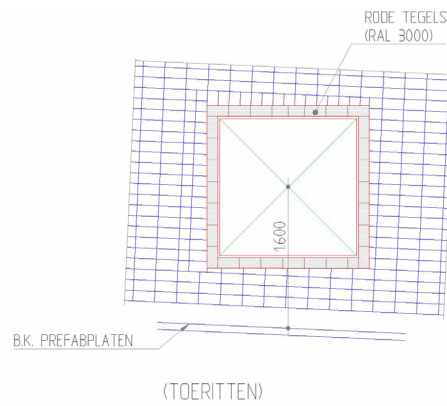 RODE TEGELS
(RAL 3000)
1600
B.K. PREFABPLATEN
(TOERITTEN)